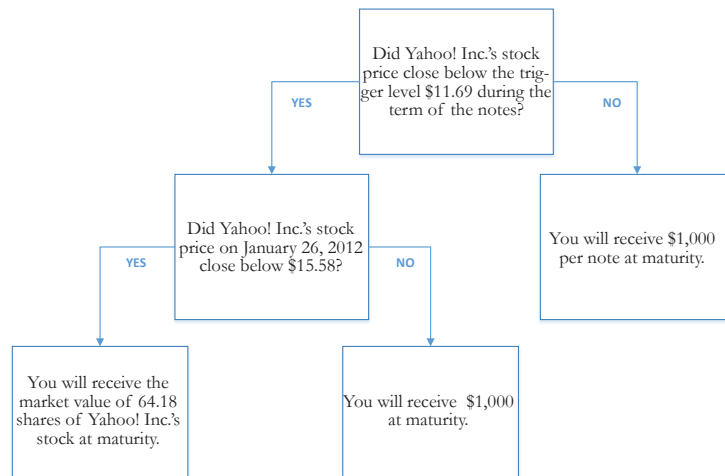 Did Yahoo! Inc.'s stock
price close below the trig-
ger level $11.69 during the
term of the notes?
YES
NO
Did Yahoo! Inc.'s stock
price on January 26, 2012
close below $15.58?
You will receive $1,000
per note at maturity.
YES
NO
You will receive the
market value of 64.18
shares of Yahoo! Inc.'s
stock at maturity.
You will receive $1,000
at maturity.